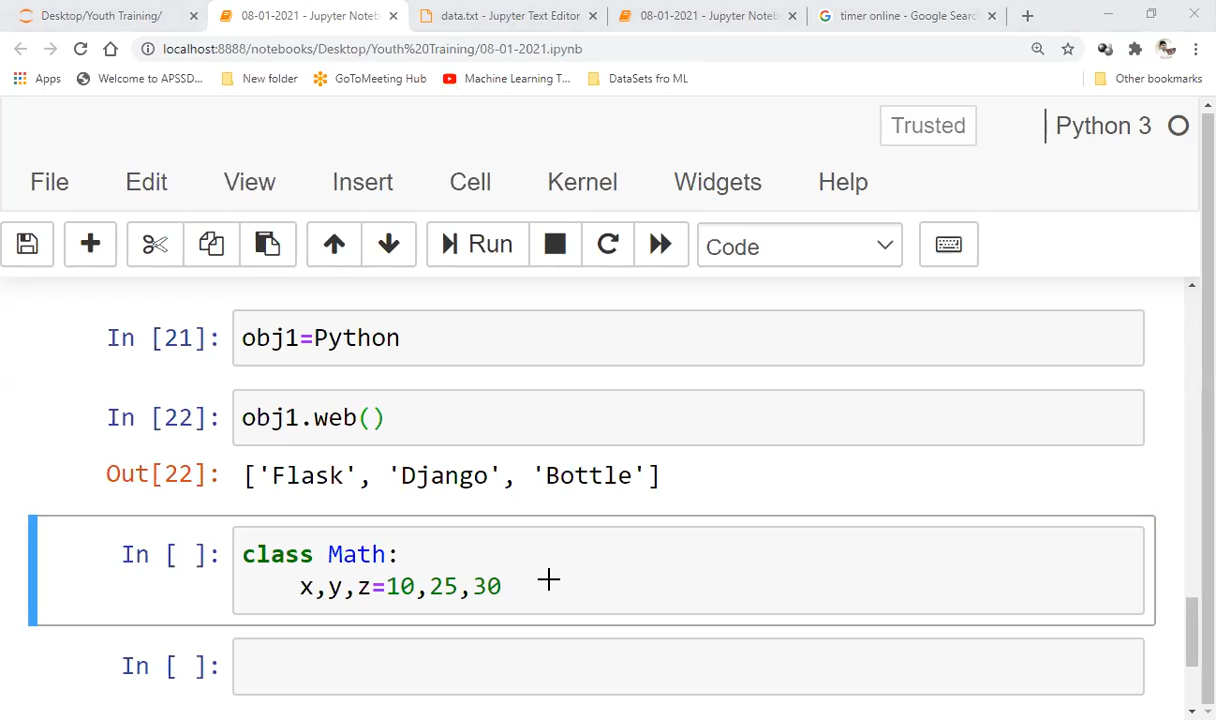 Desktop/Youth Training/
08-01-2021 - Jupyter Noteb
data.txt - Jupyter Text Editor
08-01-2021 - Jupyter Noteb
timer online - Google Searc
localhost:8888/notebooks/Desktop/Youth%20Training/08-01-2021.ipynb
Apps
Welcome to APSSD...
New folder
GoToMeeting Hub
Machine Learning T...
DataSets fro ML
Other bookmarks
Trusted
Python 3
File Edit View Insert Cell Kernel Widgets Help
Run
Code
In [21]: obj1=Python
In [22]: obj1.web()
Out[22]: ['Flask', 'Django', 'Bottle']
In [ ]: class Math:
x,y,z=10,25,30
In [ ]: